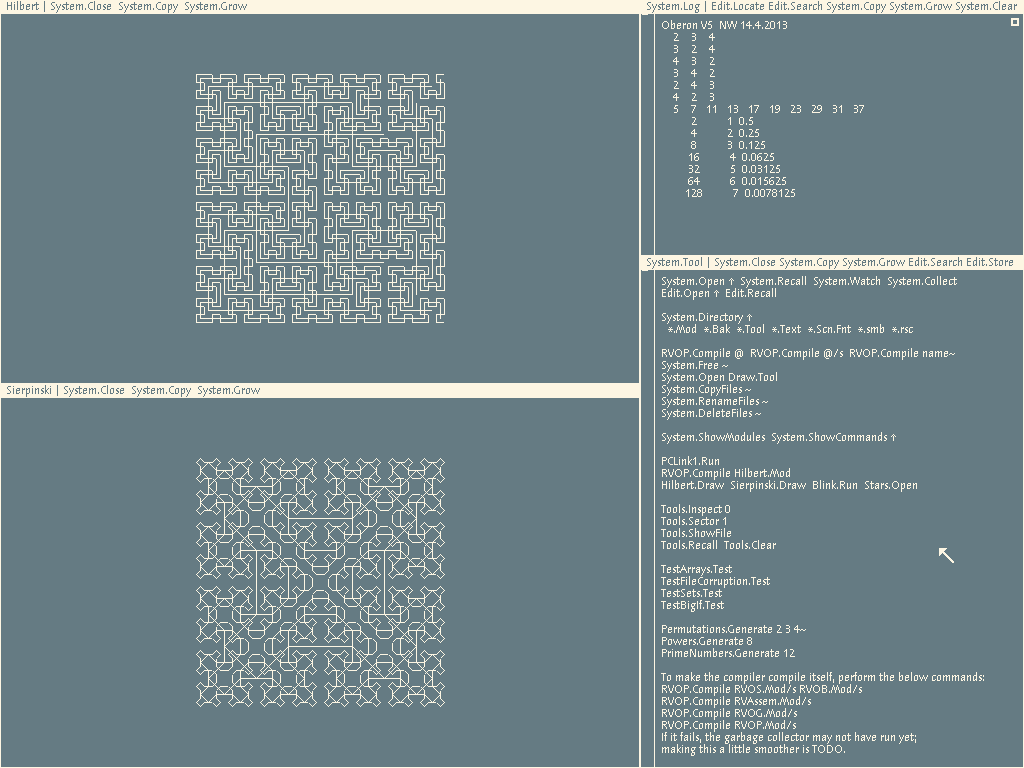 Hilbert | System.Close System.Copy System.Grow
Sierpinski | System.Close System.Copy System.Grow
System.Log | Edit.Locate Edit.Search System.Copy System.Grow System.Clear
Oberon V5 NW 14.4.2013
2 3 4
3 2 4
4 3 2
3 4 2
2 4 3
4 2 3
5 7 11 13 17 19 23 29 31 37
2 1 0.5
4 2 0.25
8 3 0.125
16 4 0.0625
32 5 0.03125
64 6 0.015625
128 7 0.0078125
System.Tool | System.Close System.Copy System.Grow Edit.Search Edit.Store
System.Open ↑ System.Recall System.Watch System.Collect
Edit.Open ↑ Edit.Recall
System.Directory ↑
*.Mod *.Bak *.Tool *.Text *.Scn.Fnt *.smb *.rsc
RVOP.Compile @ RVOP.Compile @/s RVOP.Compile name~
System.Free ~
System.Open Draw.Tool
System.CopyFiles ~
System.RenameFiles ~
System.DeleteFiles ~
System.ShowModules System.ShowCommands ↑
PCLink1.Run
RVOP.Compile Hilbert.Mod
Hilbert.Draw Sierpinski.Draw Blink.Run Stars.Open
Tools.Inspect 0
Tools.Sector 1
Tools.ShowFile
Tools.Recall Tools.Clear
TestArrays.Test
TestFileCorruption.Test
TestSets.Test
TestBigIf.Test
Permutations.Generate 2 3 4~
Powers.Generate 8
PrimeNumbers.Generate 12
To make the compiler compile itself, perform the below commands:
RVOP.Compile RVOS.Mod/s RVOB.Mod/s
RVOP.Compile RVAssem.Mod/s
RVOP.Compile RVOG.Mod/s
RVOP.Compile RVOP.Mod/s
If it fails, the garbage collector may not have run yet;
making this a little smoother is TODO.